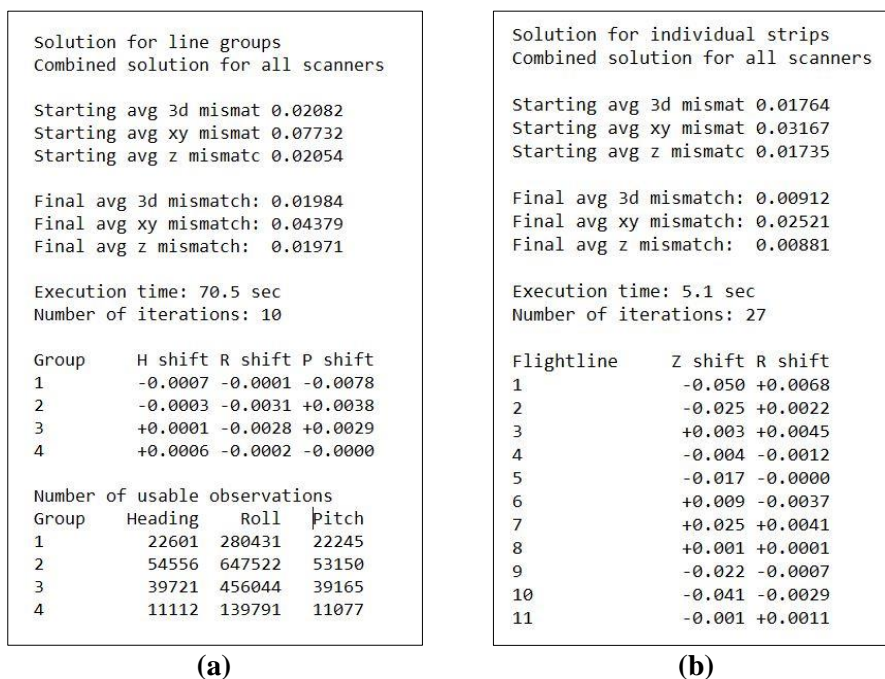 Solution for line groups
Combined solution for all scanners
Starting avg 3d mismat 0.02082
Starting avg xy mismat 0.07732
Starting avg z mismatc 0.02054
Final avg 3d mismatch: 0.01984
Final avg xy mismatch: 0.04379
Final avg z mismatch: 0.01971
Execution time: 70.5 sec
Number of iterations: 10
Group H shift R shift P shift
1 -0.0007 -0.0001 -0.0078
2 -0.0003 -0.0031 +0.0038
3 +0.0001 -0.0028 +0.0029
4 +0.0006 -0.0002 -0.0000
Number of usable observations
Group Heading Roll Pitch
1 22601 280431 22245
2 54556 647522 53150
3 39721 456044 39165
4 11112 139791 11077
(a)
Solution for individual strips
Combined solution for all scanners
Starting avg 3d mismat 0.01764
Starting avg xy mismat 0.03167
Starting avg z mismatc 0.01735
Final avg 3d mismatch: 0.00912
Final avg xy mismatch: 0.02521
Final avg z mismatch: 0.00881
Execution time: 5.1 sec
Number of iterations: 27
Flightline Z shift R shift
1 -0.050 +0.0068
2 -0.025 +0.0022
3 +0.003 +0.0045
4 -0.004 -0.0012
5 -0.017 -0.0000
6 +0.009 -0.0037
7 +0.025 +0.0041
8 +0.001 +0.0001
9 -0.022 -0.0007
10 -0.041 -0.0029
11 -0.001 +0.0011
(b)